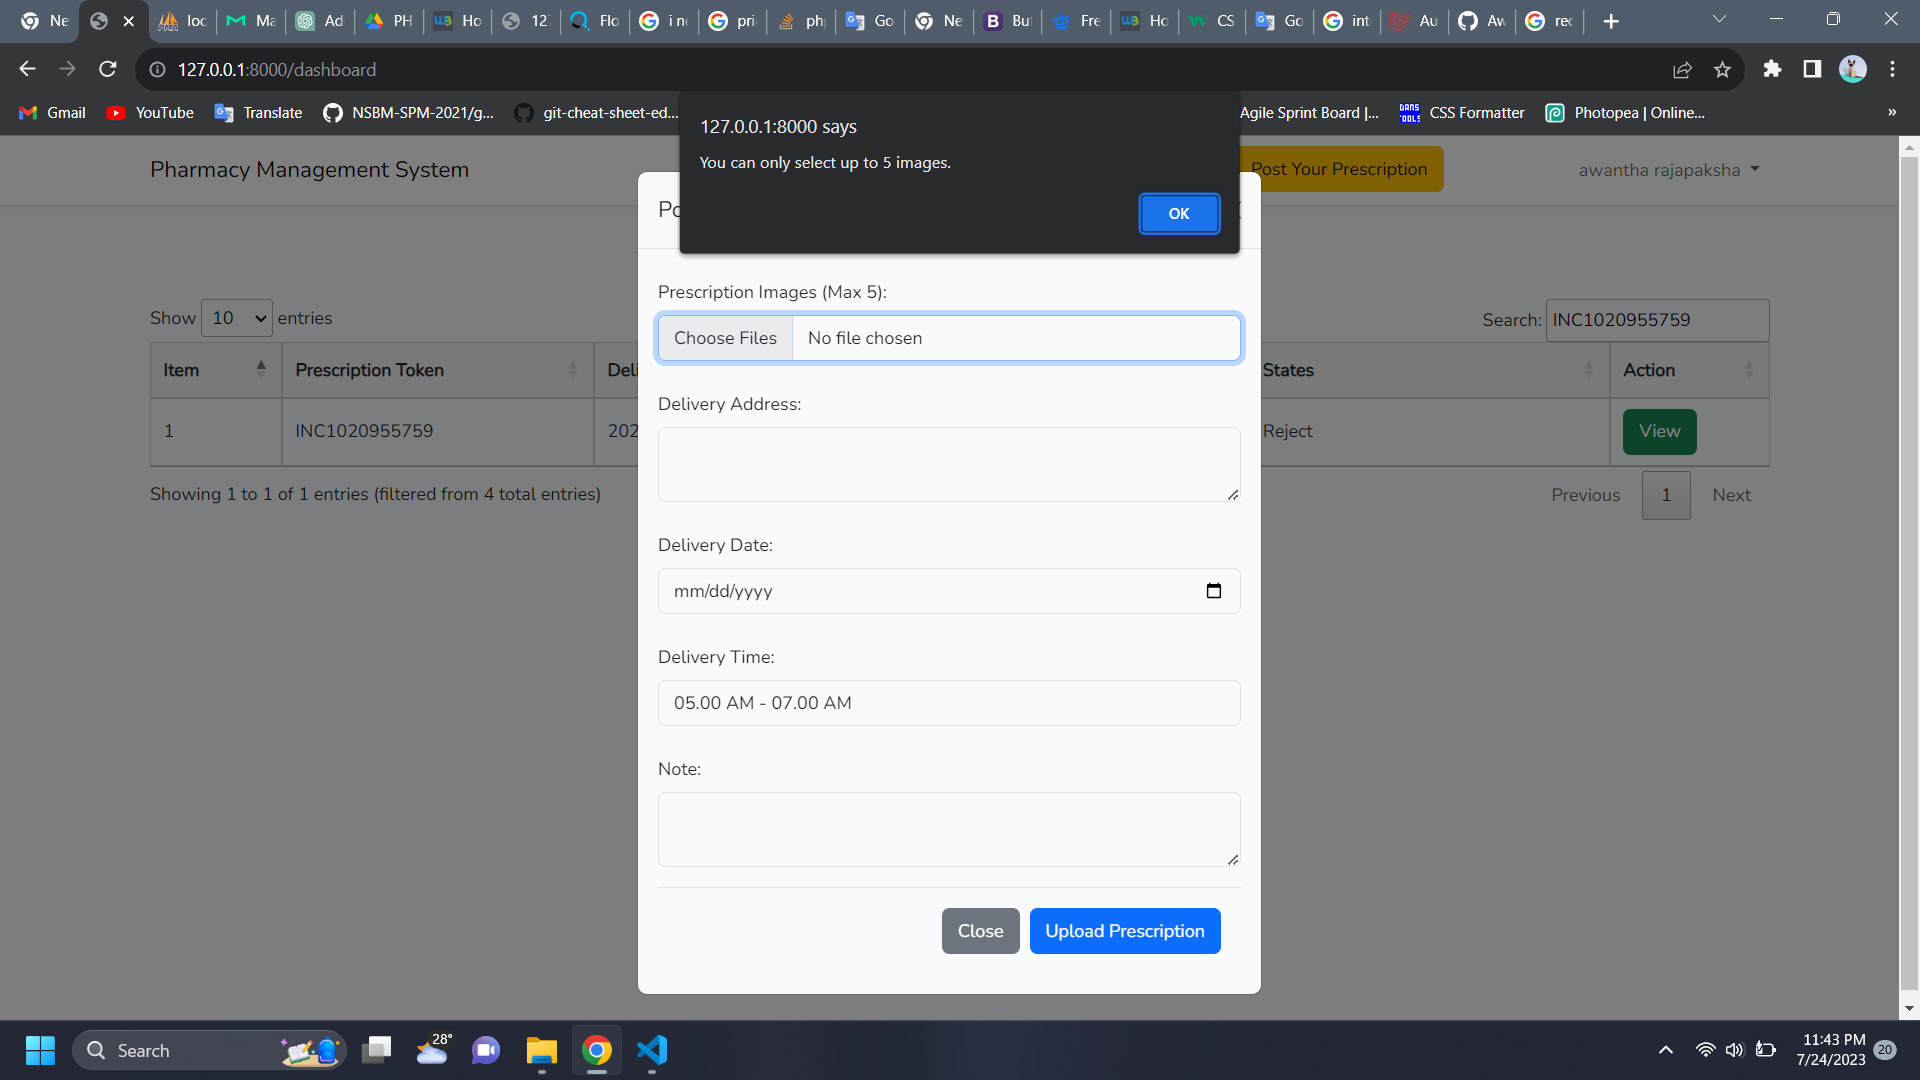 Ne
loc
Ma
Ad
PH
Ho
12
Flo
i ne
pri
php
Go
Ne
Bu
Fre
Ho
CS
Go
int
Au
Aw
rec
127.0.0.1:8000/dashboard
Gmail
YouTube
Translate
NSBM-SPM-2021/g...
git-cheat-sheet-ed...
Agile Sprint Board |...
CSS Formatter
Photopea | Online...
»
127.0.0.1:8000 says
You can only select up to 5 images.
OK
Pharmacy Management System
Post Your Prescription
awantha rajapaksha
Po
Show 10 entries
Search: INC1020955759
Item
Prescription Token
Deli
States
Action
1
INC1020955759
202
Reject
View
Showing 1 to 1 of 1 entries (filtered from 4 total entries)
Previous
1
Next
Prescription Images (Max 5):
Choose Files
No file chosen
Delivery Address:
Delivery Date:
mm/dd/yyyy
Delivery Time:
05.00 AM - 07.00 AM
Note:
Close
Upload Prescription
Search
28°
11:43 PM
7/24/2023
20